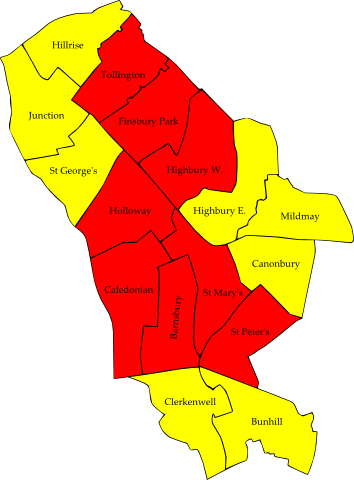 Hillrise
Tollington
Junction
Finsbury Park
St George's
Highbury W.
Holloway
Highbury E.
Mildmay
Canonbury
Caledonian
St Mary's
Barnsbury
St Peter's
Clerkenwell
Bunhill